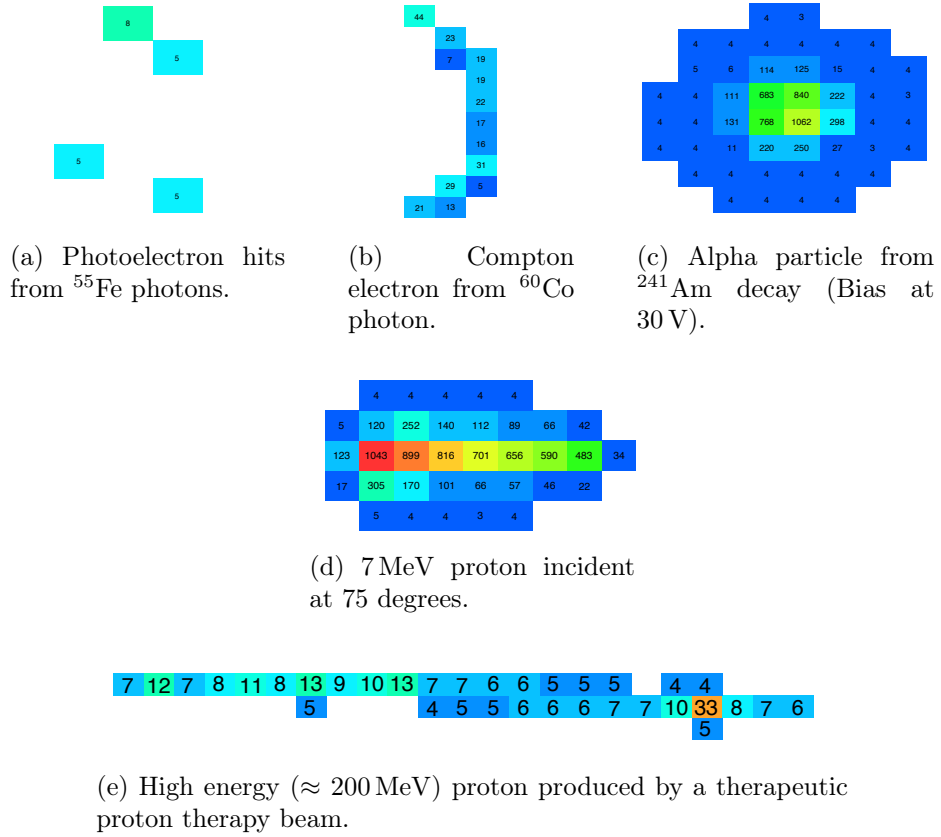 8
5
5
5
44
23
7 19
19
22
17
16
31
29 5
21 13
4 3
4 4 4 4 4 4
5 6 114 125 15 4 4
4 4 111 683 840 222 4 3
4 4 131 768 1062 298 4 4
4 4 11 220 250 27 3 4
4 4 4 4 4 4
4 4 4 4
(a) Photoelectron hits
from 55Fe photons.
(b) Compton
electron from 60Co
photon.
(c) Alpha particle from
241Am decay (Bias at
30 V).
4 4 4 4 4
5 120 252 140 112 89 66 42
123 1043 899 816 701 656 590 483 34
17 305 170 101 66 57 46 22
5 4 4 3 4
(d) 7 MeV proton incident
at 75 degrees.
7 12 7 8 11 8 13 9 10 13 7 7 6 6 5 5 5 4 4
5 4 5 5 6 6 6 7 7 10 33 8 7 6
5
(e) High energy (≈ 200 MeV) proton produced by a therapeutic
proton therapy beam.